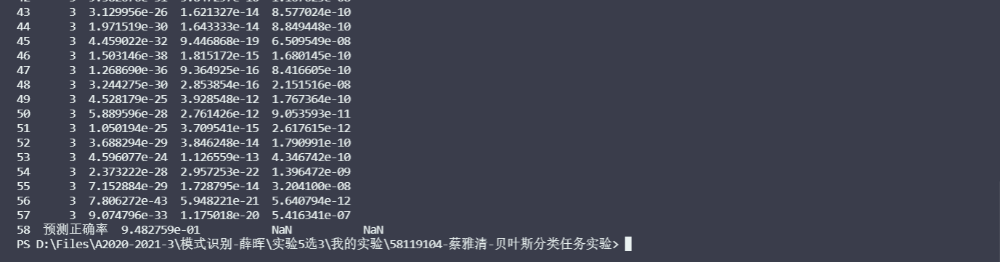 43 3 3.129956e-26 1.621327e-14 8.577024e-10
44 3 1.971519e-30 1.643333e-14 8.849448e-10
45 3 4.459022e-32 9.446868e-19 6.509549e-08
46 3 1.503146e-38 1.815172e-15 1.680145e-10
47 3 1.268690e-36 9.364925e-16 8.416605e-10
48 3 3.244275e-30 2.853854e-16 2.151516e-08
49 3 4.528179e-25 3.928548e-12 1.767364e-10
50 3 5.889596e-28 2.761426e-12 9.053593e-11
51 3 1.050194e-25 3.709541e-15 2.617615e-12
52 3 3.688294e-29 3.846248e-14 1.790991e-10
53 3 4.596077e-24 1.126559e-13 4.346742e-10
54 3 2.373222e-28 2.957253e-22 1.396472e-09
55 3 7.152884e-29 1.728795e-14 3.204100e-08
56 3 7.806272e-43 5.948221e-21 5.640794e-12
57 3 9.074796e-33 1.175018e-20 5.416341e-07
58 预测正确率 9.482759e-01 NaN NaN
PS D:\Files\A2020-2021-3\模式识别-薛晖\实验5选3\我的实验\58119104-蔡雅清-贝叶斯分类任务实验>